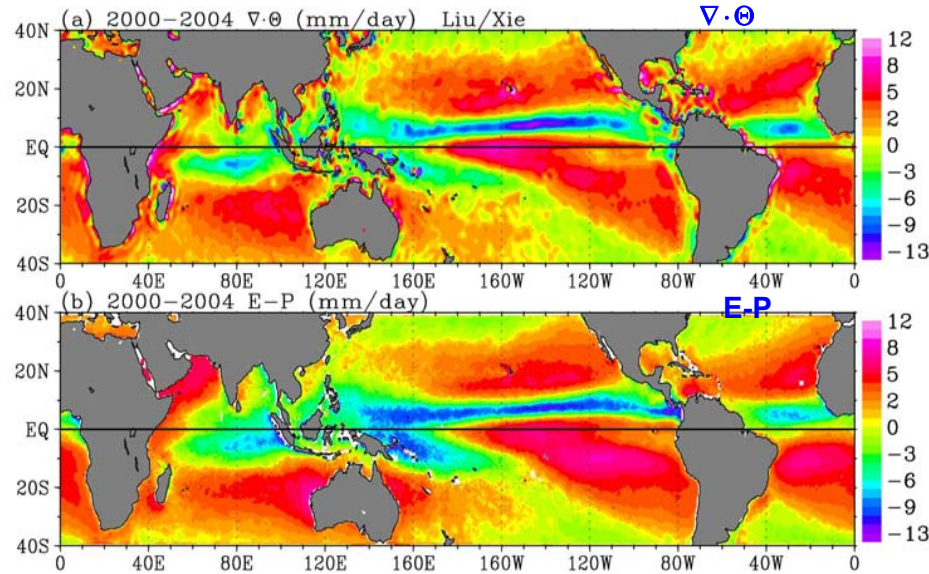 (a) 2000−2004 ∇·Θ (mm/day) Liu/Xie ∇·Θ
40N
20N
EQ
20S
40S
0 40E 80E 120E 160E 160W 120W 80W 40W 0
12
8
5
2
0
−3
−6
−9
−13
(b) 2000−2004 E−P (mm/day) E-P
40N
20N
EQ
20S
40S
0 40E 80E 120E 160E 160W 120W 80W 40W 0
12
8
5
2
0
−3
−6
−9
−13